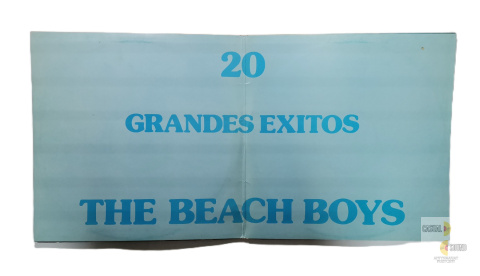 20
GRANDES EXITOS
THE BEACH BOYS